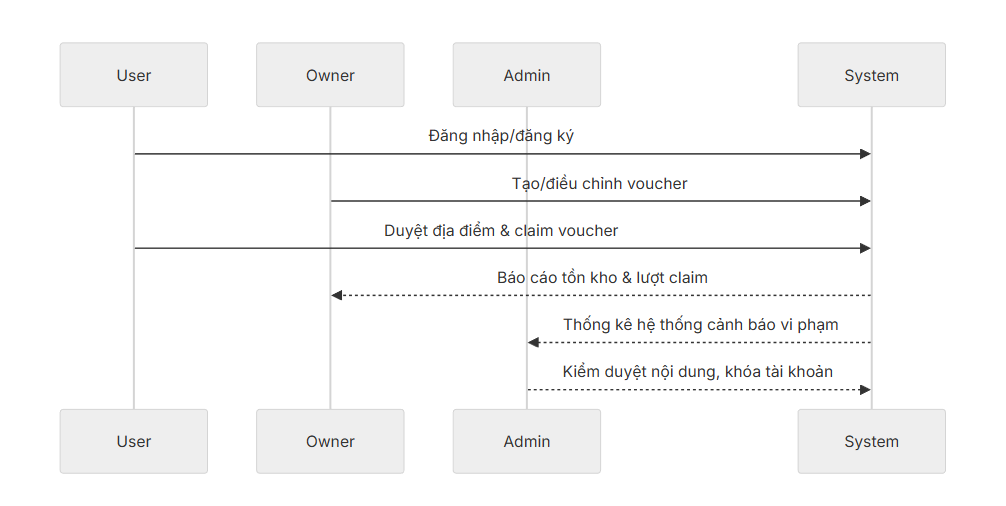 User
Owner
Admin
System
Đăng nhập/đăng ký
Tạo/điều chỉnh voucher
Duyệt địa điểm & claim voucher
Báo cáo tồn kho & lượt claim
Thống kê hệ thống cảnh báo vi phạm
Kiểm duyệt nội dung, khóa tài khoản
User
Owner
Admin
System